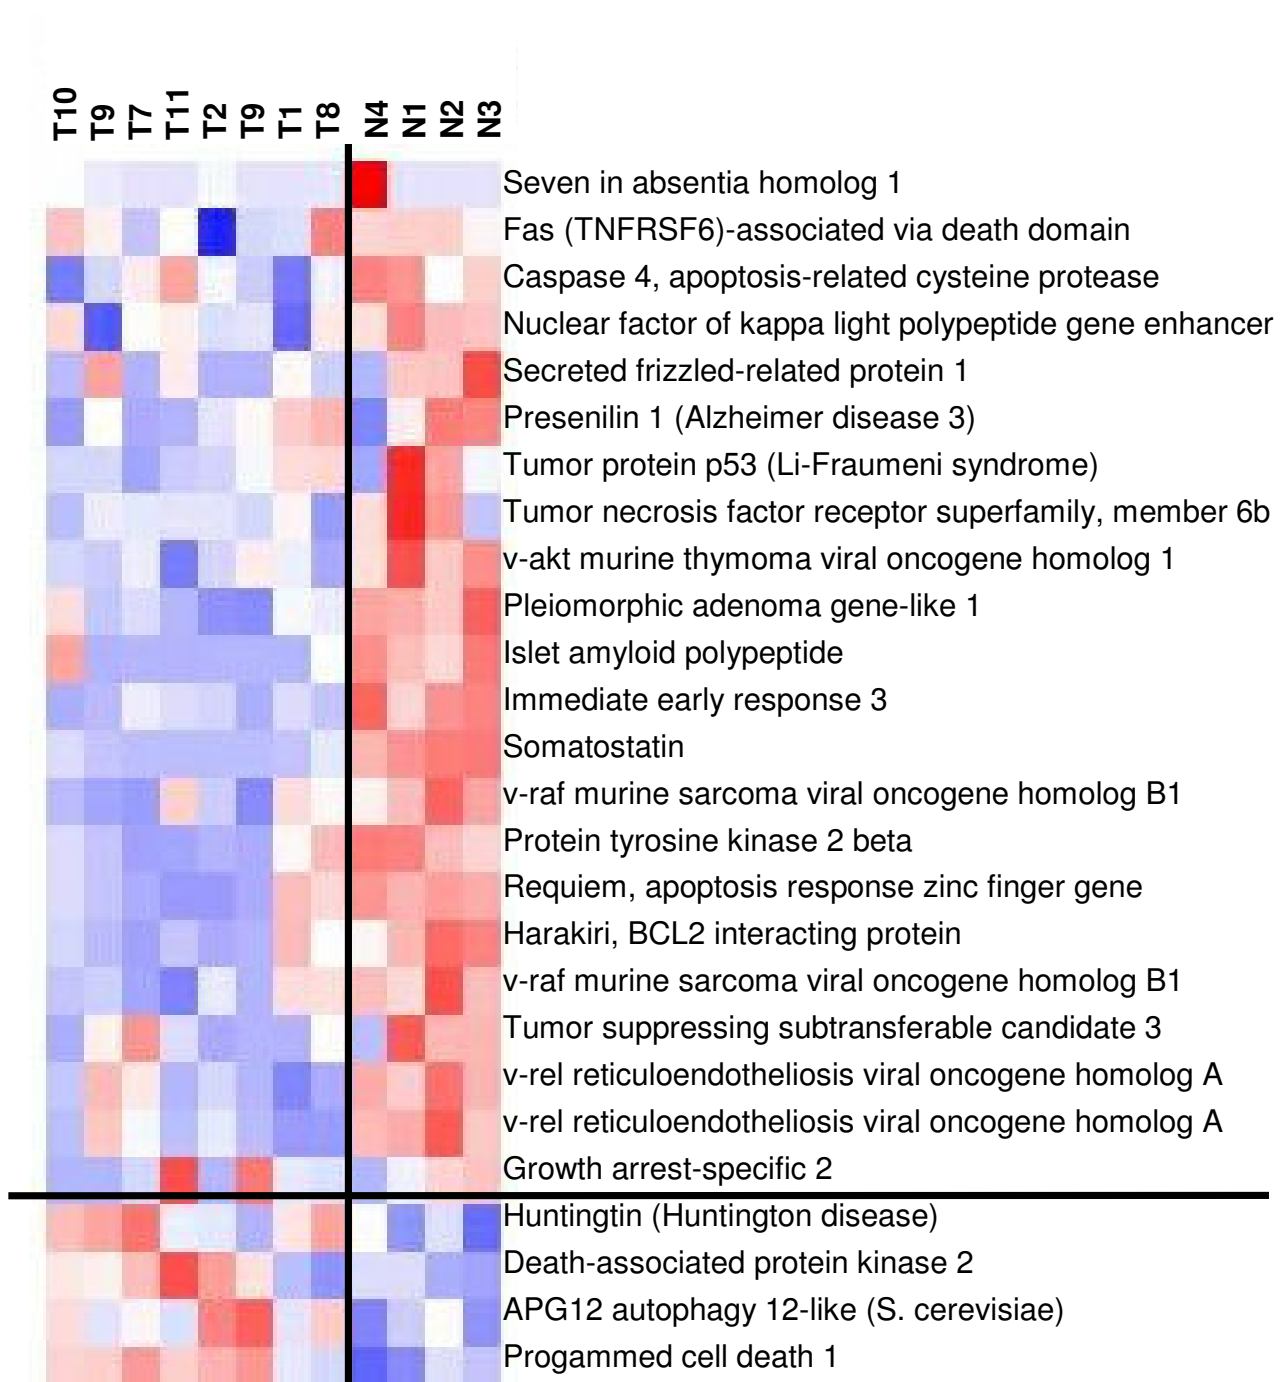 T10 T9 T7 T11 T2 T9 T1 T8 N4 N1 N2 N3
Seven in absentia homolog 1
Fas (TNFRSF6)-associated via death domain
Caspase 4, apoptosis-related cysteine protease
Nuclear factor of kappa light polypeptide gene enhancer
Secreted frizzled-related protein 1
Presenilin 1 (Alzheimer disease 3)
Tumor protein p53 (Li-Fraumeni syndrome)
Tumor necrosis factor receptor superfamily, member 6b
v-akt murine thymoma viral oncogene homolog 1
Pleiomorphic adenoma gene-like 1
Islet amyloid polypeptide
Immediate early response 3
Somatostatin
v-raf murine sarcoma viral oncogene homolog B1
Protein tyrosine kinase 2 beta
Requiem, apoptosis response zinc finger gene
Harakiri, BCL2 interacting protein
v-raf murine sarcoma viral oncogene homolog B1
Tumor suppressing subtransferable candidate 3
v-rel reticuloendotheliosis viral oncogene homolog A
v-rel reticuloendotheliosis viral oncogene homolog A
Growth arrest-specific 2
Huntingtin (Huntington disease)
Death-associated protein kinase 2
APG12 autophagy 12-like (S. cerevisiae)
Progammed cell death 1